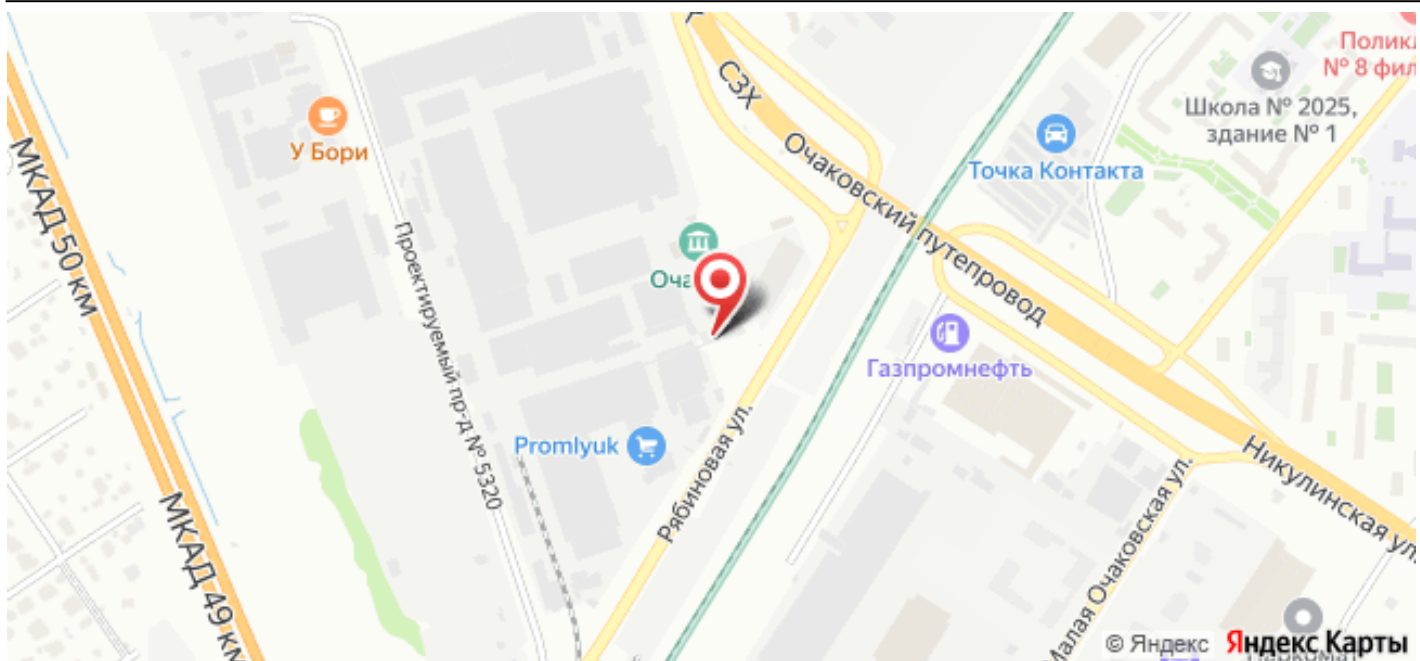 Полик
№ 8 фил
Школа № 2025,
здание № 1
СЗХ
У Бори
Точка Контакта
Очаковский путепровод
МКАД 50 км
Проектируемый пр-д № 5320
Оча
Газпромнефть
Promlyuk
Рябиновая ул.
Никулинская ул.
Малая Очаковская ул.
МКАД 49 км
© Яндекс Яндекс Карты